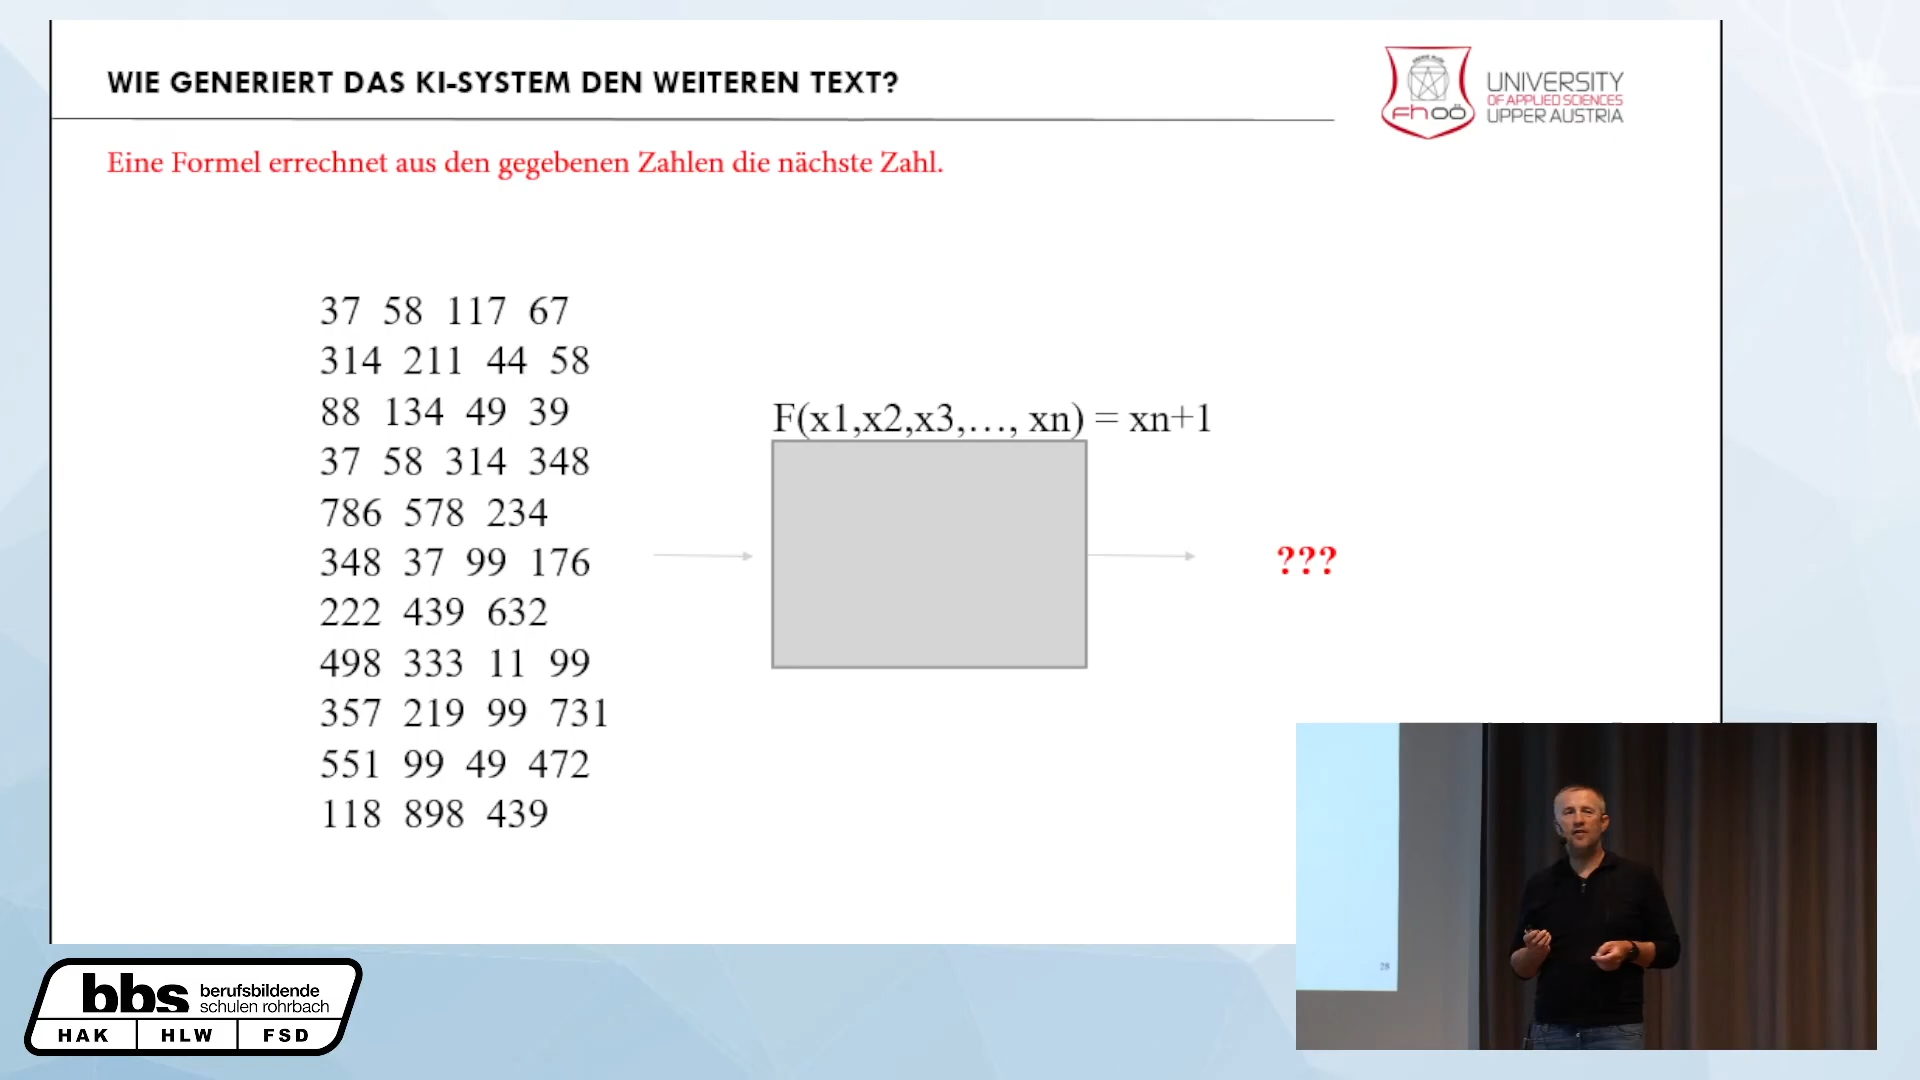 WIE GENERIERT DAS KI-SYSTEM DEN WEITEREN TEXT?
fhoö
UNIVERSITY
OF APPLIED SCIENCES
UPPER AUSTRIA
Eine Formel errechnet aus den gegebenen Zahlen die nächste Zahl.
37 58 117 67
314 211 44 58
88 134 49 39
37 58 314 348
786 578 234
348 37 99 176
222 439 632
498 333 11 99
357 219 99 731
551 99 49 472
118 898 439
F(x1,x2,x3,…, xn) = xn+1
???
28
bbs
berufsbildende
schulen rohrbach
HAK HLW FSD